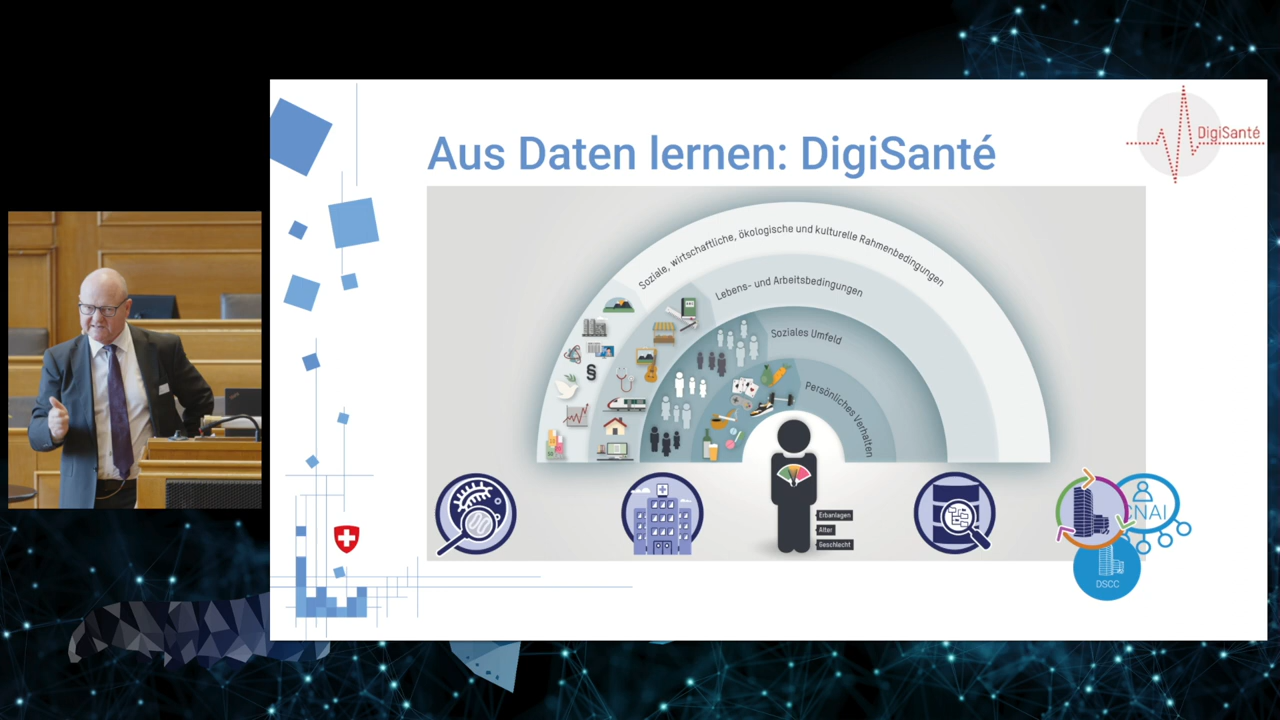 Aus Daten lernen: DigiSanté
DigiSanté
Soziale, wirtschaftliche, ökologische und kulturelle Rahmenbedingungen
Lebens- und Arbeitsbedingungen
Soziales Umfeld
Persönliches Verhalten
§
Erbanlagen
Alter
Geschlecht
CNAI
DSCC